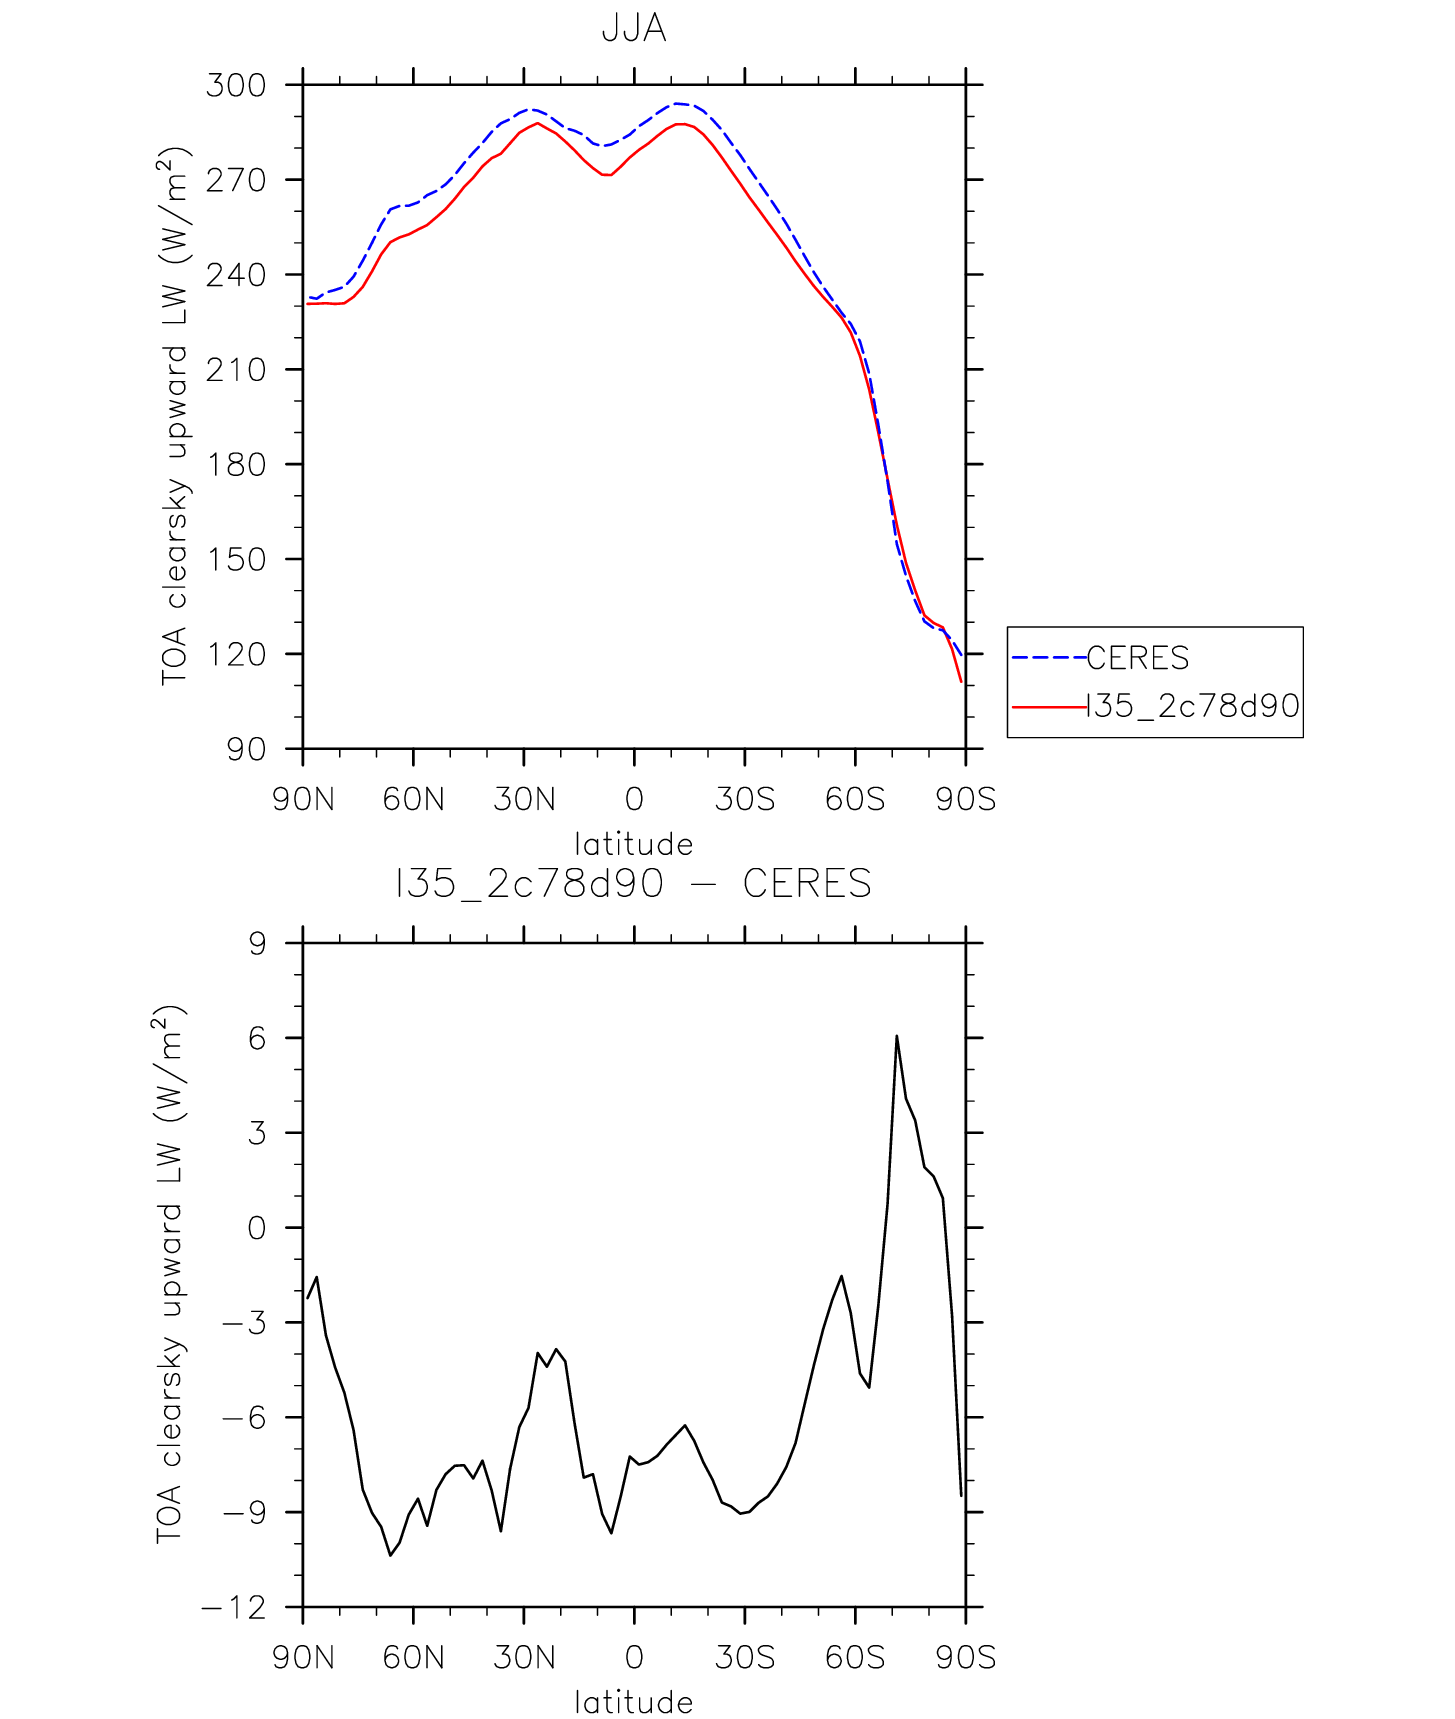 JJA
TOA clearsky upward LW (W/m²)
300
270
240
210
180
150
120
90
90N 60N 30N 0 30S 60S 90S
latitude
CERES
I35_2c78d90
I35_2c78d90 – CERES
TOA clearsky upward LW (W/m²)
9
6
3
0
−3
−6
−9
−12
90N 60N 30N 0 30S 60S 90S
latitude